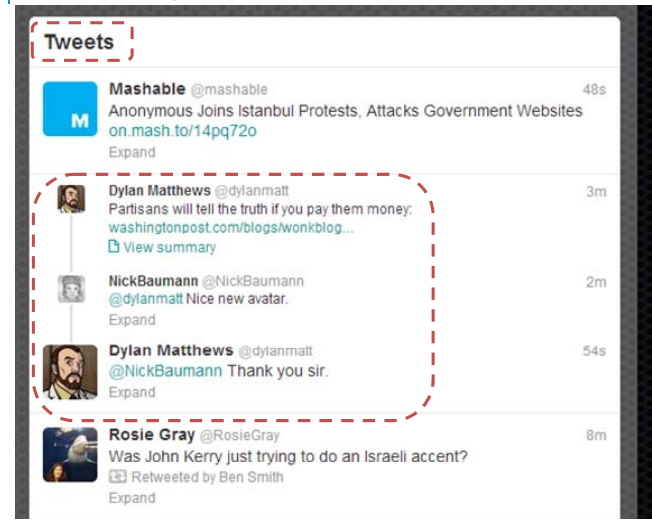 Tweets
Mashable @mashable 48s
M
Anonymous Joins Istanbul Protests, Attacks Government Websites
on.mash.to/14pq72o
Expand
Dylan Matthews @dylanmatt 3m
Partisans will tell the truth if you pay them money:
washingtonpost.com/blogs/wonkblog...
View summary
NickBaumann @NickBaumann 2m
@dylanmatt Nice new avatar.
Expand
Dylan Matthews @dylanmatt 54s
@NickBaumann Thank you sir.
Expand
Rosie Gray @RosieGray 8m
Was John Kerry just trying to do an Israeli accent?
Retweeted by Ben Smith
Expand